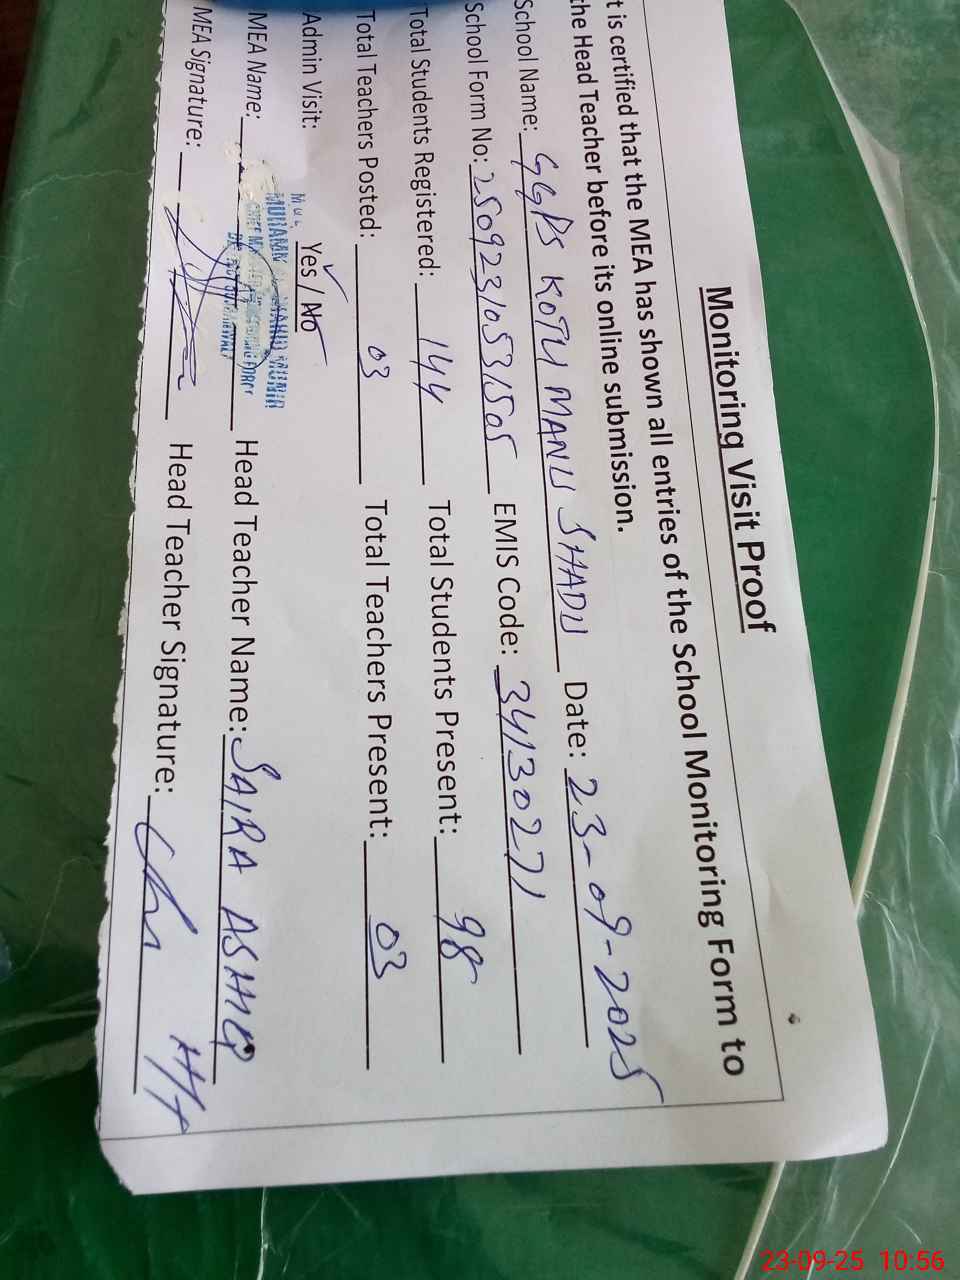 Monitoring Visit Proof
t is certified that the MEA has shown all entries of the School Monitoring Form to
the Head Teacher before its online submission.
School Name: GGPS KOTLI MANU SHADU Date: 23-09-2025
School Form No: 250923105531505 EMIS Code: 34130271
Total Students Registered: 144 Total Students Present: 98
Total Teachers Posted: 03 Total Teachers Present: 03
Admin Visit: Yes / No
MEA Name: Head Teacher Name: SAIRA ASHIQ
MEA Signature: Head Teacher Signature: H/T
23-09-25 10:56